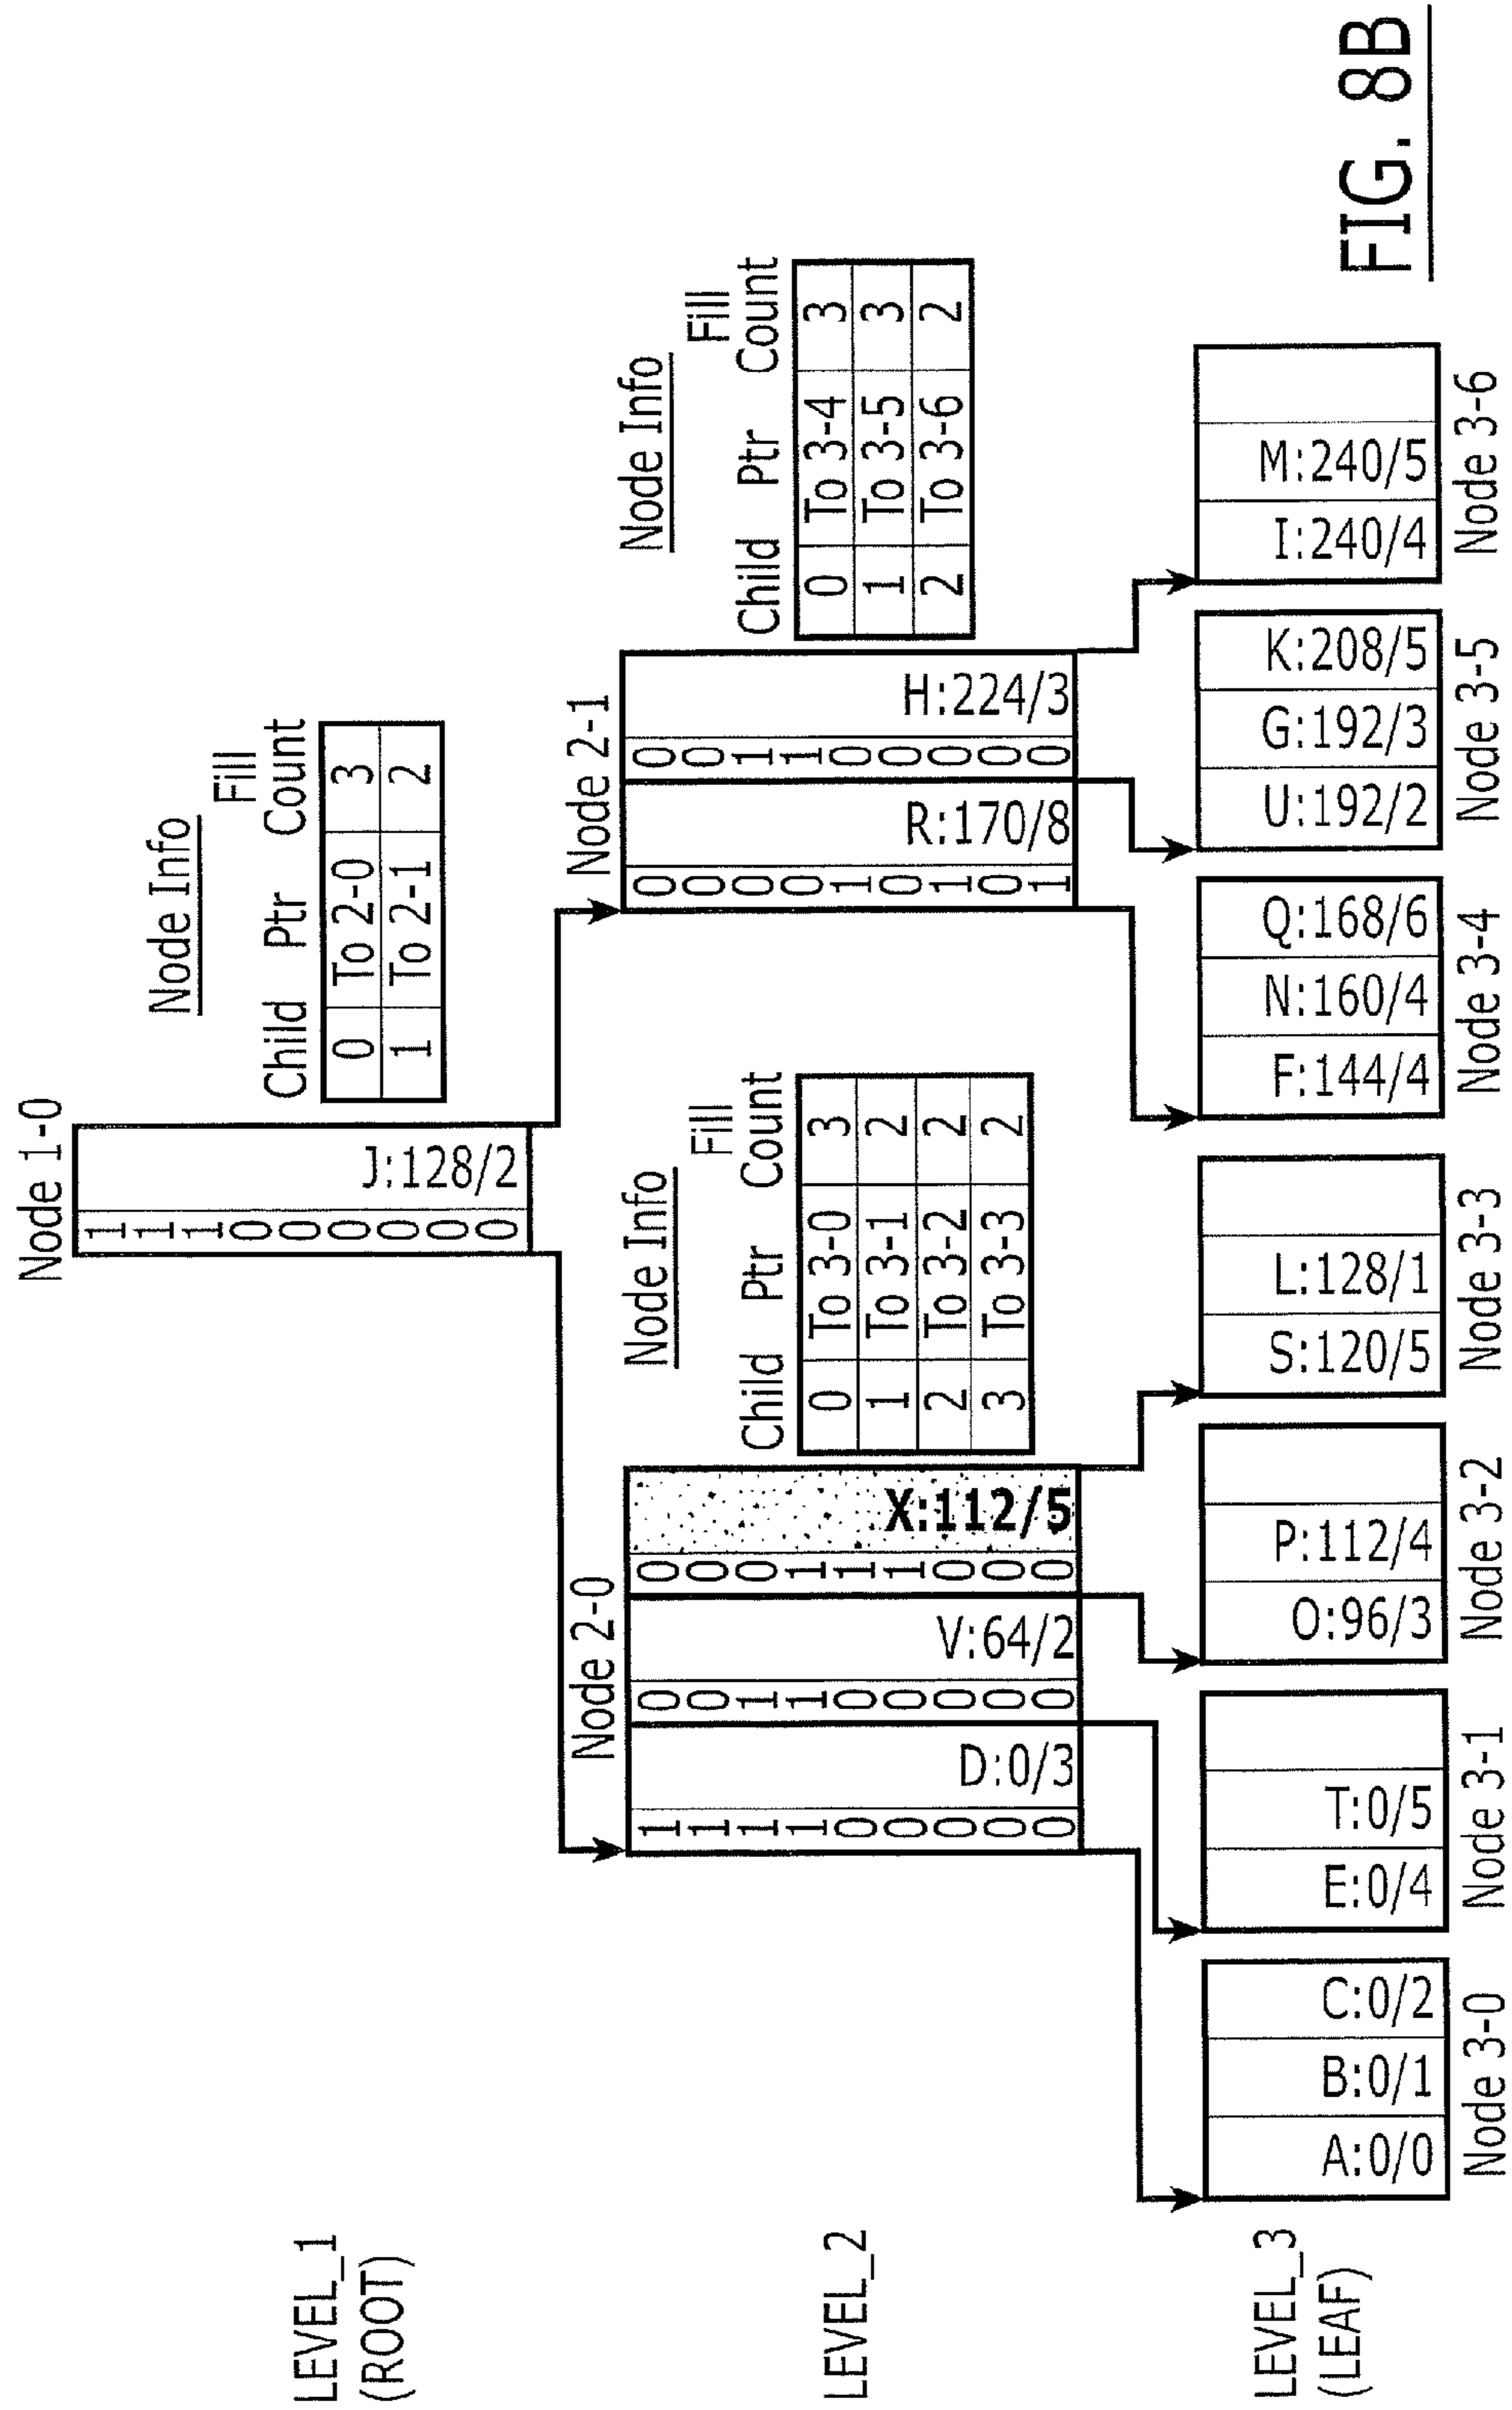 Node 1-0
1
1
1
0
0
0
0
0
0
J:128/2
Node Info
Fill
Child Ptr Count
0 To 2-0 3
1 To 2-1 2
LEVEL_1
(ROOT)
Node 2-0
1 0 0
1 0 0
1 1 0
1 1 1
0 0 1
0 0 1
0 0 0
0 0 0
0 0 0
D:0/3 V:64/2 X:112/5
Node Info
Fill
Child Ptr Count
0 To 3-0 3
1 To 3-1 2
2 To 3-2 2
3 To 3-3 2
Node 2-1
0 0
0 0
0 1
0 1
1 0
0 0
1 0
0 0
1 0
R:170/8 H:224/3
Node Info
Fill
Child Ptr Count
0 To 3-4 3
1 To 3-5 3
2 To 3-6 2
LEVEL_2
LEVEL_3
(LEAF)
A:0/0 B:0/1 C:0/2
Node 3-0
E:0/4 T:0/5
Node 3-1
O:96/3 P:112/4
Node 3-2
S:120/5 L:128/1
Node 3-3
F:144/4 N:160/4 Q:168/6
Node 3-4
U:192/2 G:192/3 K:208/5
Node 3-5
I:240/4 M:240/5
Node 3-6
FIG. 8B